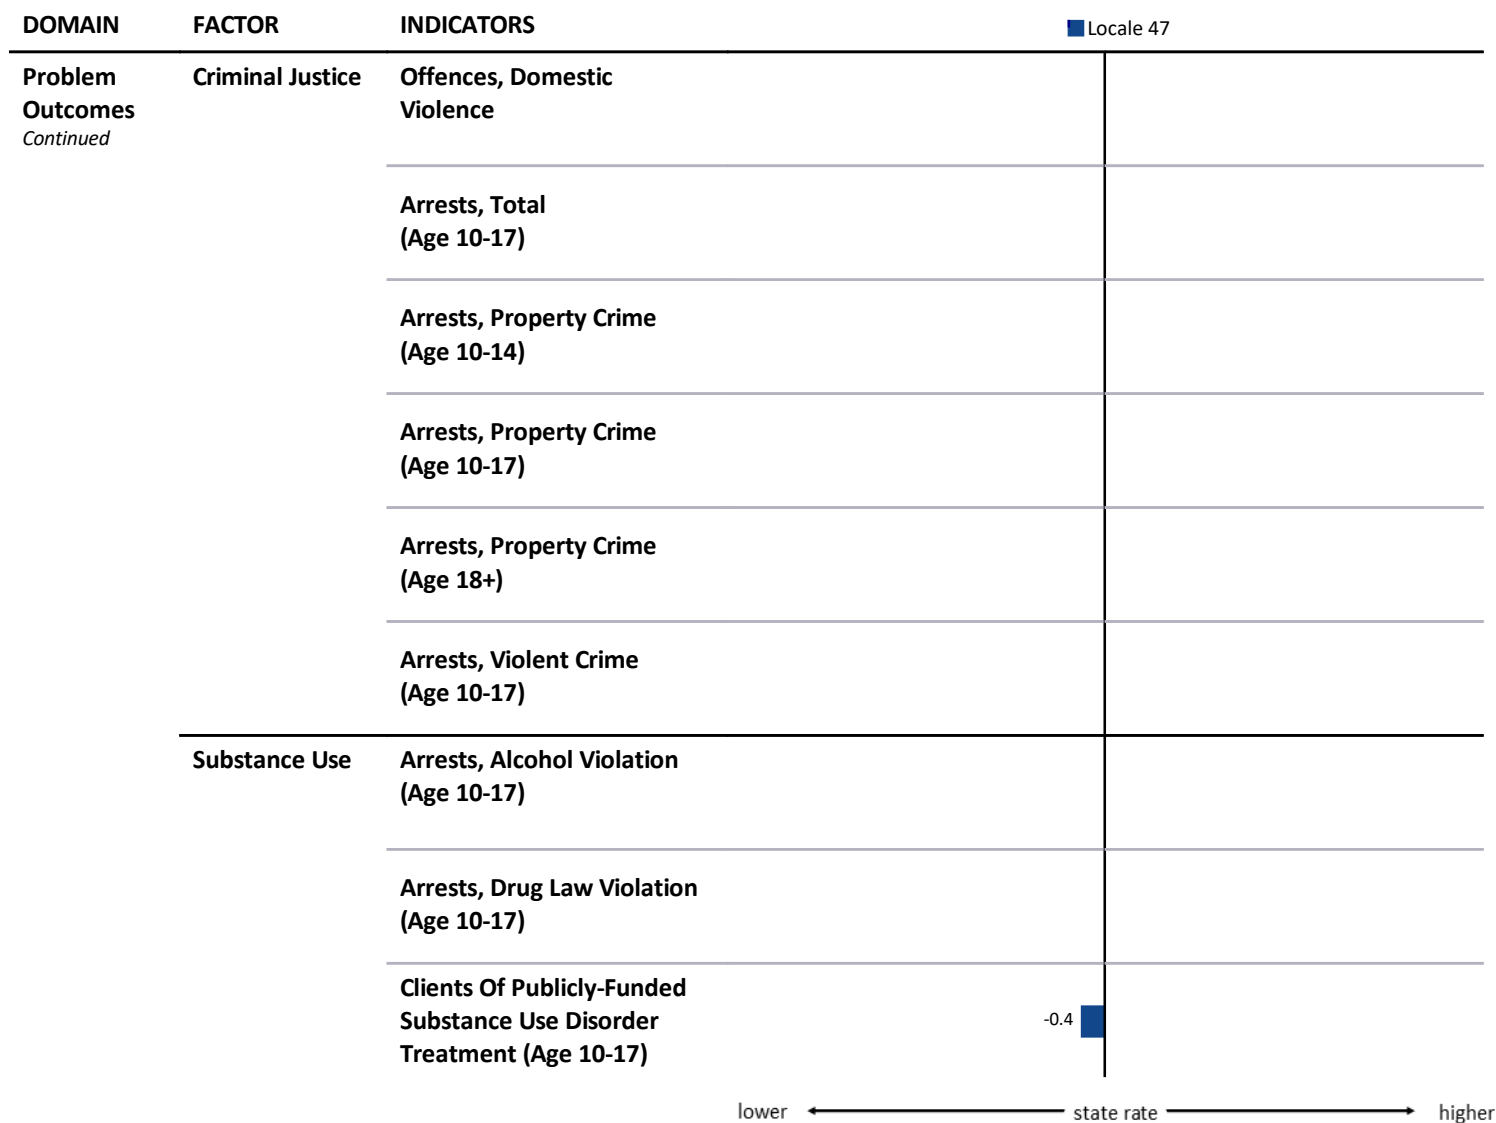 DOMAIN FACTOR INDICATORS
Locale 47
Problem
Outcomes
Continued
Criminal Justice
Offences, Domestic
Violence
Arrests, Total
(Age 10-17)
Arrests, Property Crime
(Age 10-14)
Arrests, Property Crime
(Age 10-17)
Arrests, Property Crime
(Age 18+)
Arrests, Violent Crime
(Age 10-17)
Substance Use
Arrests, Alcohol Violation
(Age 10-17)
Arrests, Drug Law Violation
(Age 10-17)
Clients Of Publicly-Funded
Substance Use Disorder
Treatment (Age 10-17)
-0.4
lower state rate higher